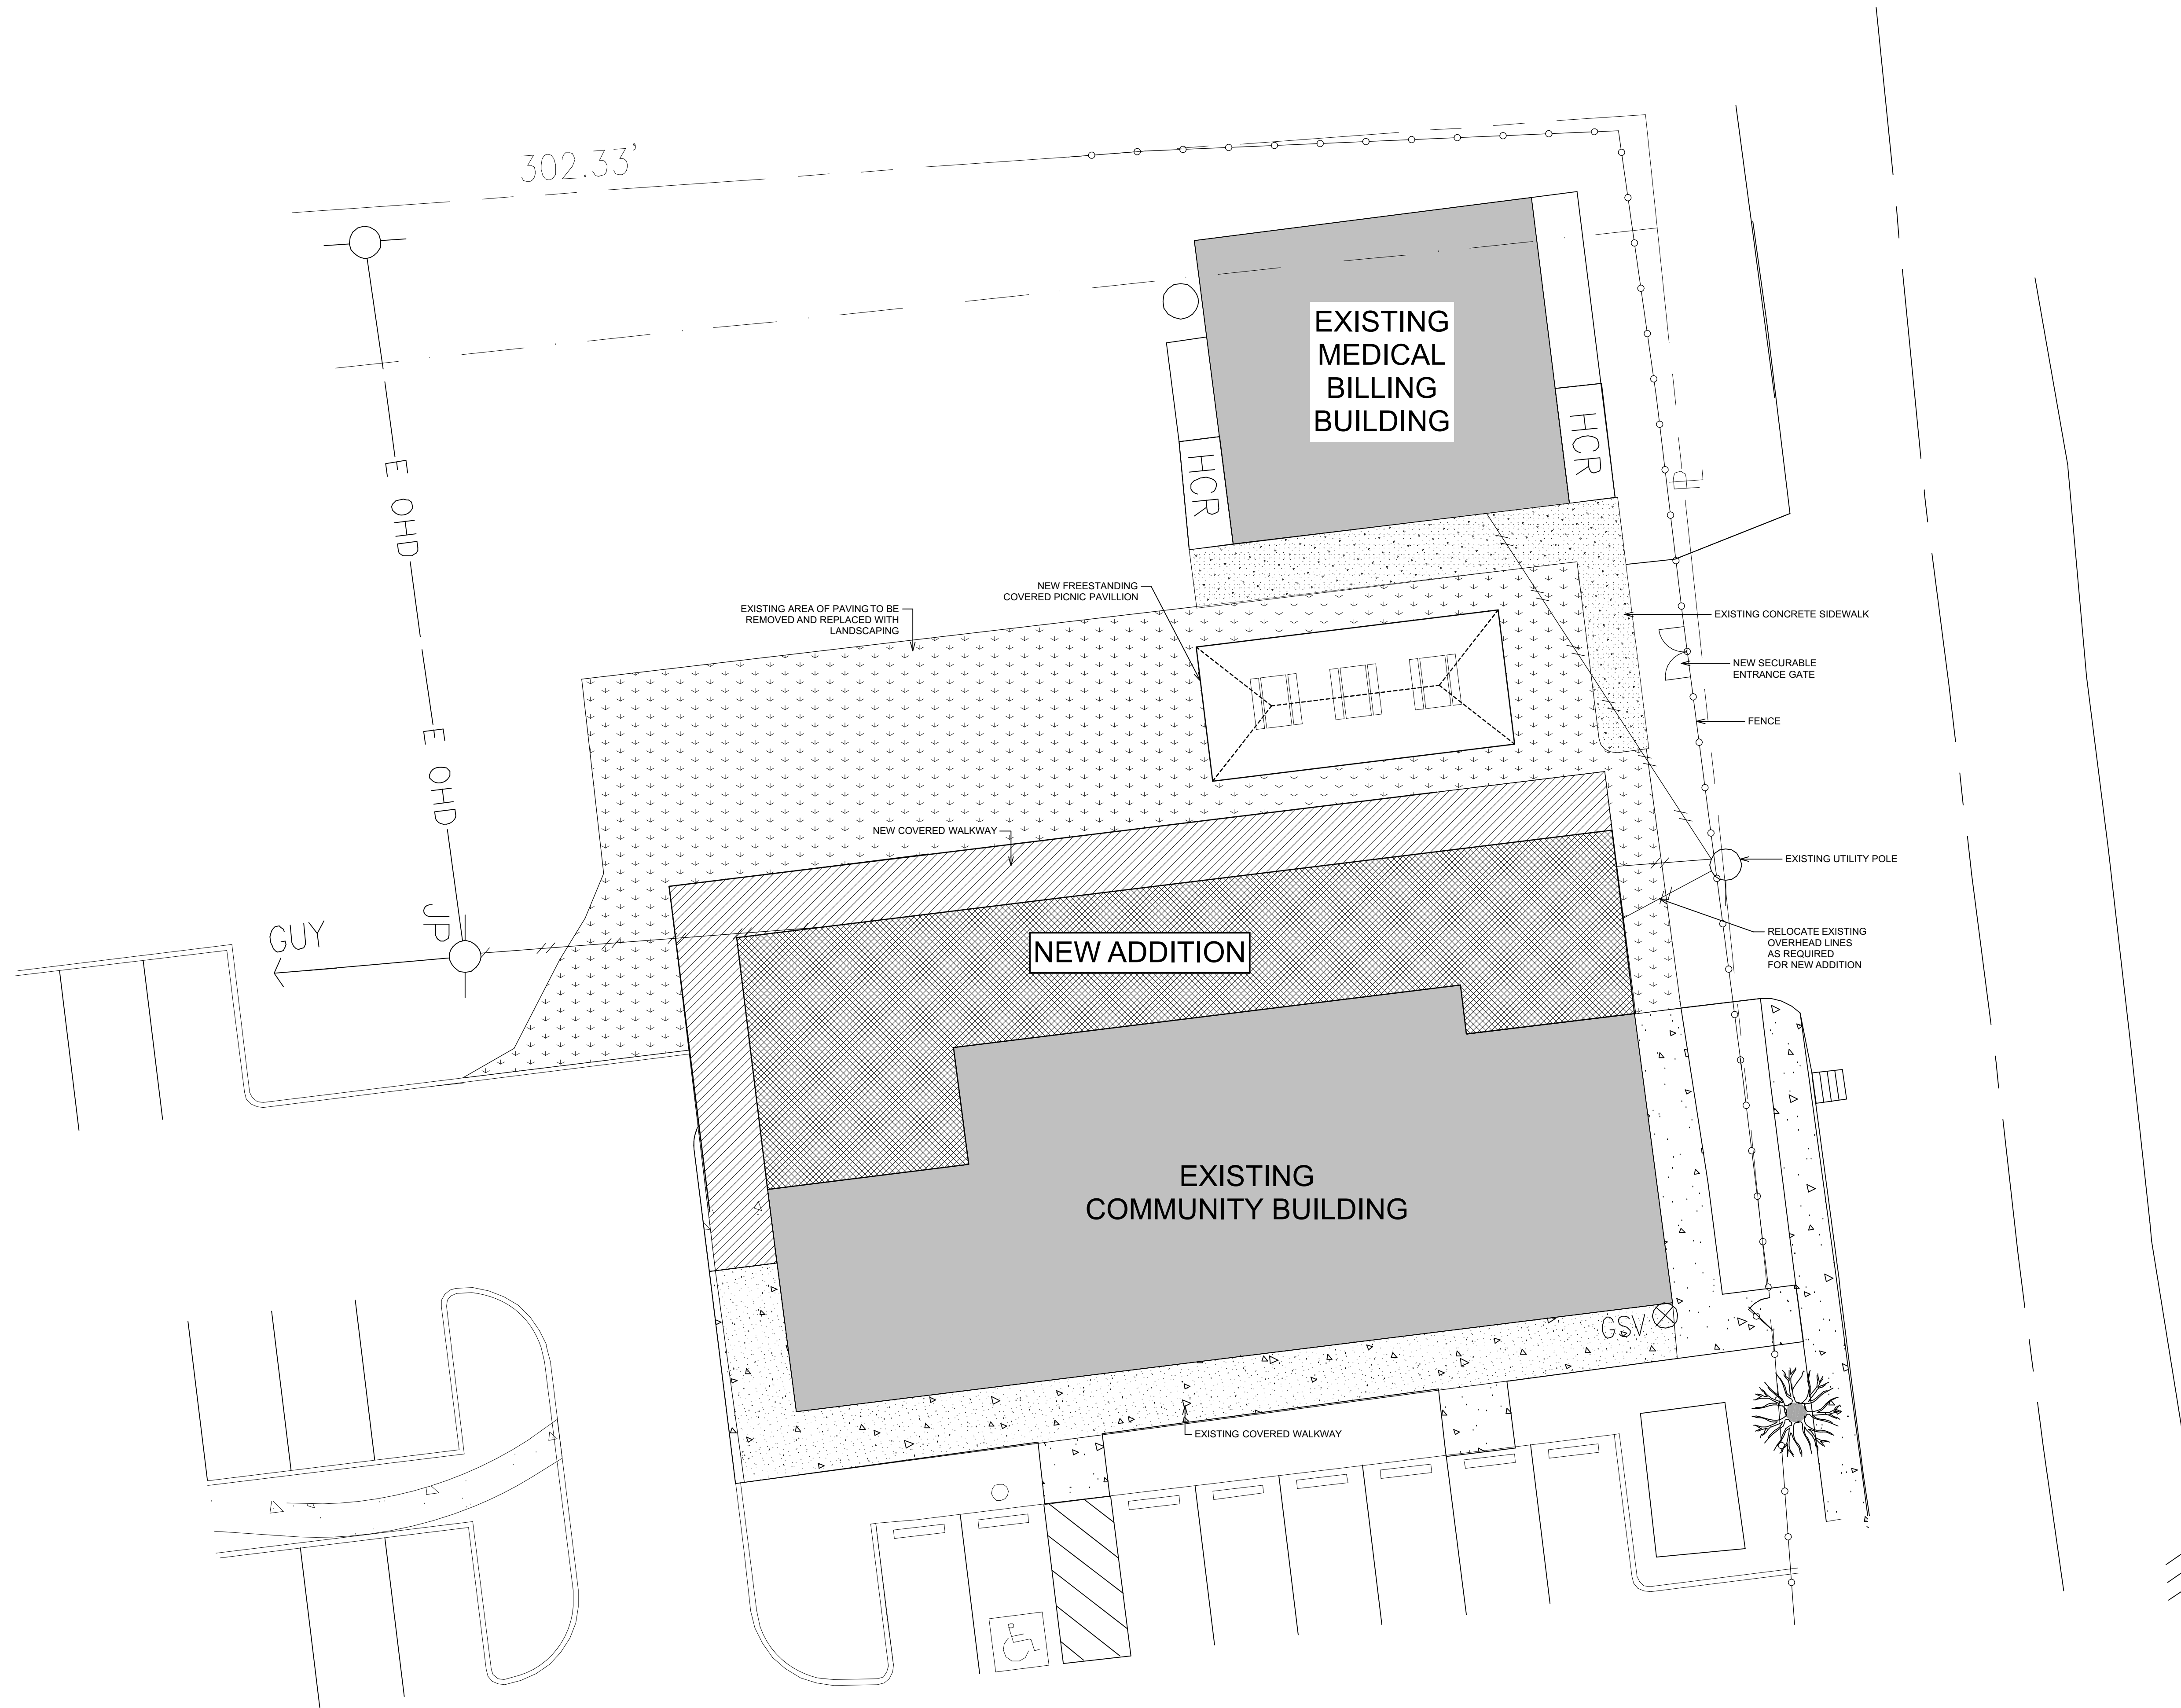 302.33'
EXISTING
MEDICAL
BILLING
BUILDING
HCR
HCR
E OHD
PL
NEW FREESTANDING
COVERED PICNIC PAVILLION
EXISTING AREA OF PAVING TO BE
REMOVED AND REPLACED WITH
LANDSCAPING
EXISTING CONCRETE SIDEWALK
NEW SECURABLE
ENTRANCE GATE
FENCE
E OHD
NEW COVERED WALKWAY
EXISTING UTILITY POLE
GUY
JP
NEW ADDITION
RELOCATE EXISTING
OVERHEAD LINES
AS REQUIRED
FOR NEW ADDITION
EXISTING
COMMUNITY BUILDING
GSV
EXISTING COVERED WALKWAY